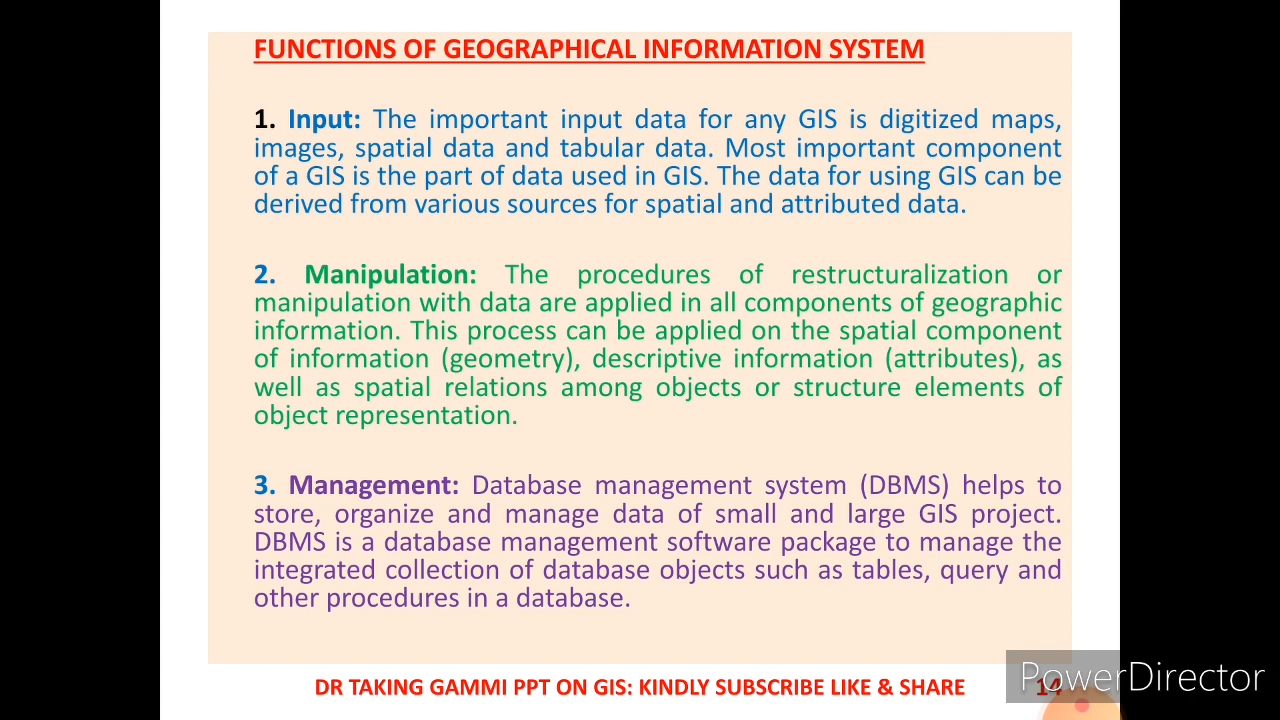 FUNCTIONS OF GEOGRAPHICAL INFORMATION SYSTEM
1. Input: The important input data for any GIS is digitized maps,
images, spatial data and tabular data. Most important component
of a GIS is the part of data used in GIS. The data for using GIS can be
derived from various sources for spatial and attributed data.
2. Manipulation: The procedures of restructuralization or
manipulation with data are applied in all components of geographic
information. This process can be applied on the spatial component
of information (geometry), descriptive information (attributes), as
well as spatial relations among objects or structure elements of
object representation.
3. Management: Database management system (DBMS) helps to
store, organize and manage data of small and large GIS project.
DBMS is a database management software package to manage the
integrated collection of database objects such as tables, query and
other procedures in a database.
DR TAKING GAMMI PPT ON GIS: KINDLY SUBSCRIBE LIKE & SHARE
14
PowerDirector